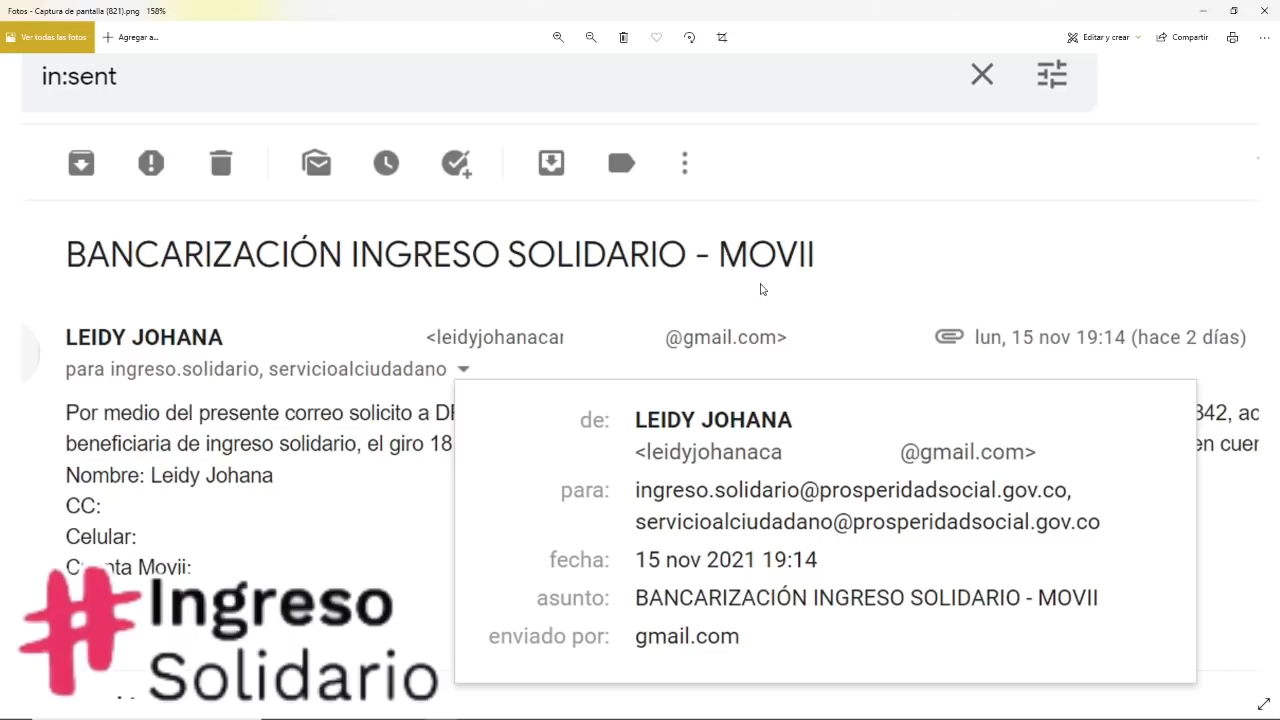 Fotos - Captura de pantalla (821).png 158%
Ver todas las fotos + Agregar a... Editar y crear Compartir
in:sent
BANCARIZACIÓN INGRESO SOLIDARIO - MOVII
LEIDY JOHANA <leidyjohanacar @gmail.com> lun, 15 nov 19:14 (hace 2 días)
para ingreso.solidario, servicioalciudadano
Por medio del presente correo solicito a 342, ac
beneficiaria de ingreso solidario, el giro 18 en cuer
Nombre: Leidy Johana
CC:
Celular:
Movii:
de: LEIDY JOHANA
<leidyjohanaca @gmail.com>
para: ingreso.solidario@prosperidadsocial.gov.co,
servicioalciudadano@prosperidadsocial.gov.co
fecha: 15 nov 2021 19:14
asunto: BANCARIZACIÓN INGRESO SOLIDARIO - MOVII
enviado por: gmail.com
#Ingreso
Solidario